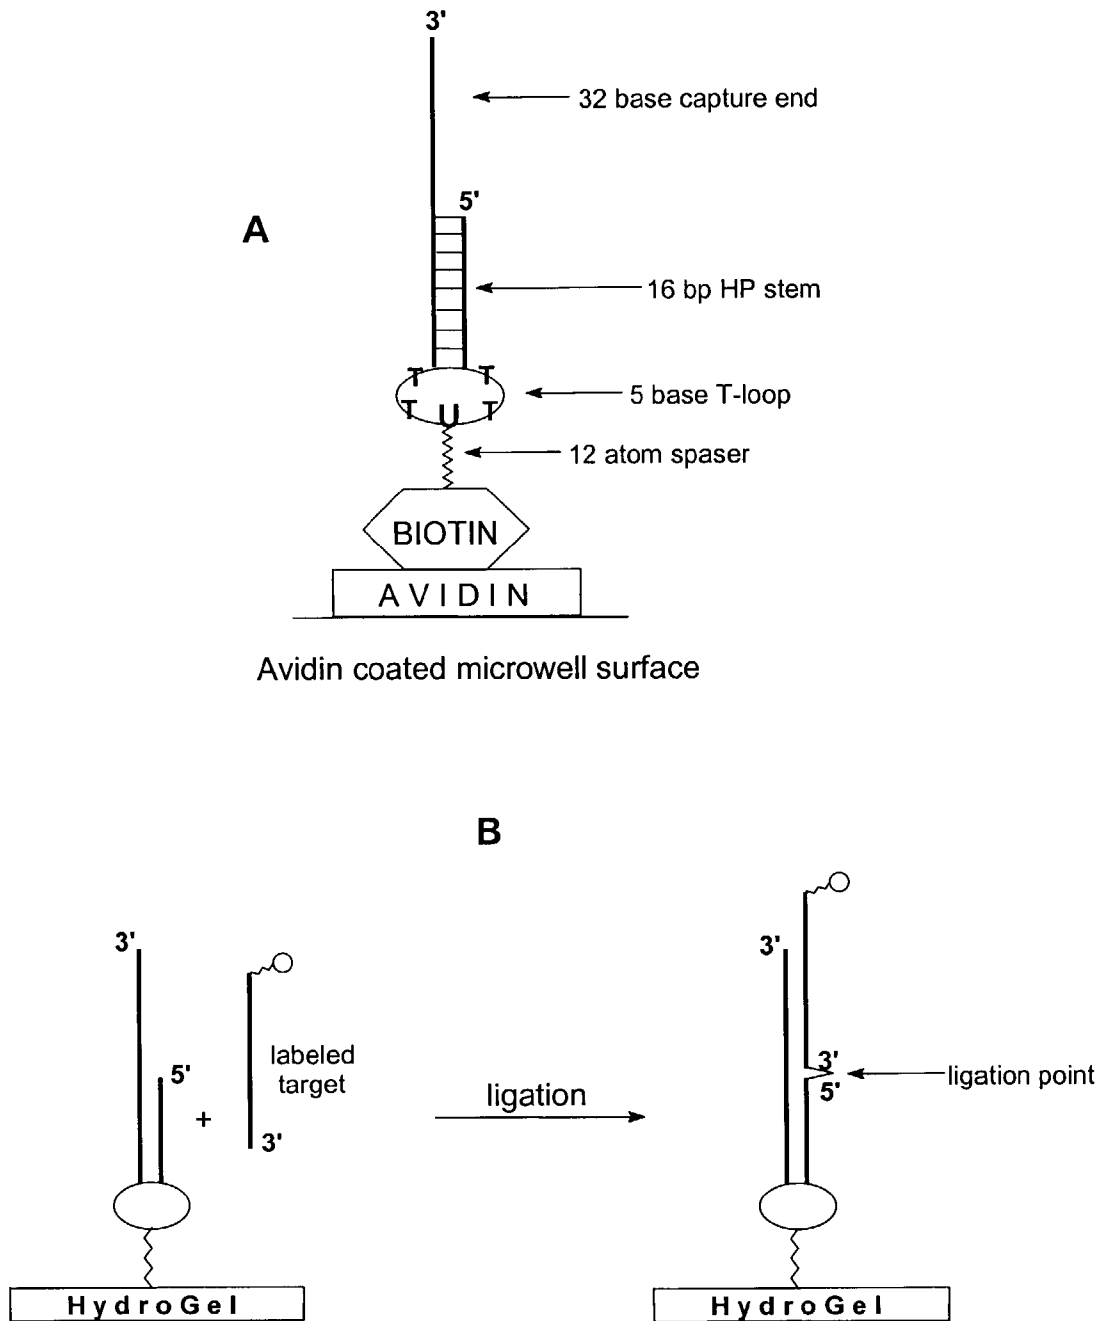 3'
32 base capture end
5'
A
16 bp HP stem
T T
5 base T-loop
T U T
12 atom spaser
BIOTIN
AVIDIN
Avidin coated microwell surface
B
3'
3'
labeled
target
5'
+
3'
ligation
3'
5'
ligation point
HydroGel
HydroGel